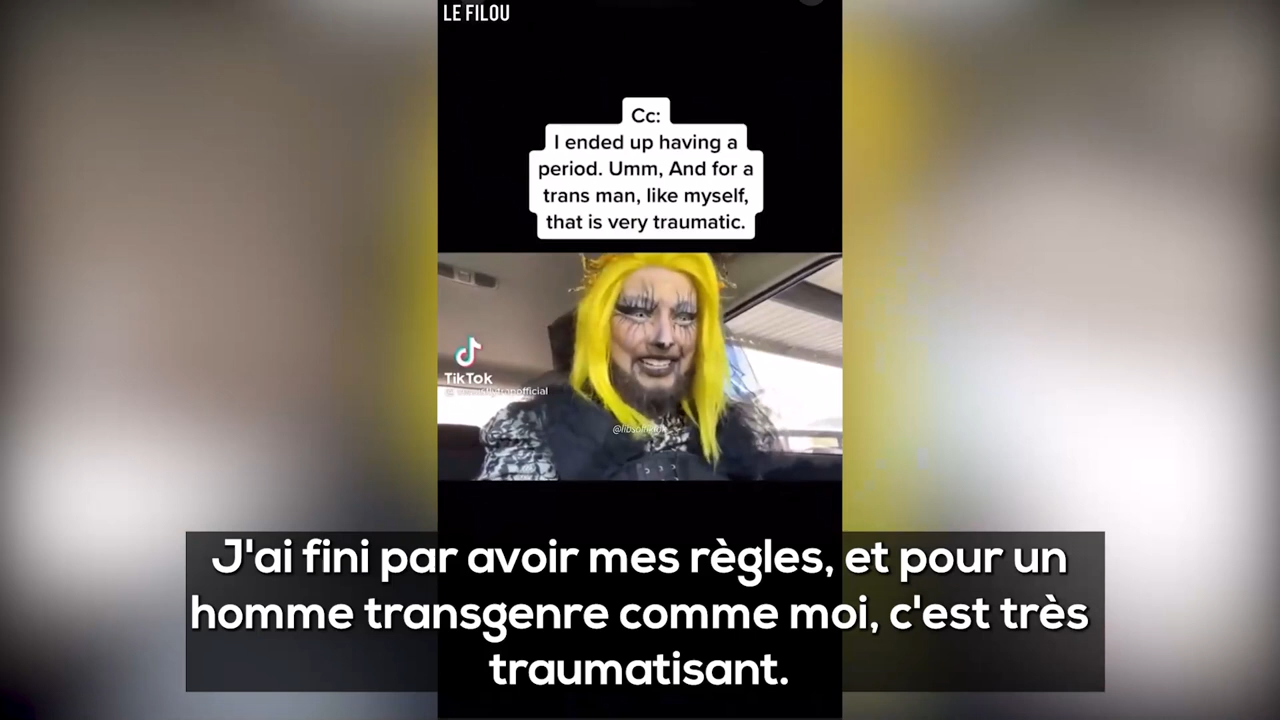 LE FILOU
Cc:
I ended up having a
period. Umm, And for a
trans man, like myself,
that is very traumatic.
TikTok
J'ai fini par avoir mes règles, et pour un
homme transgenre comme moi, c'est très
traumatisant.